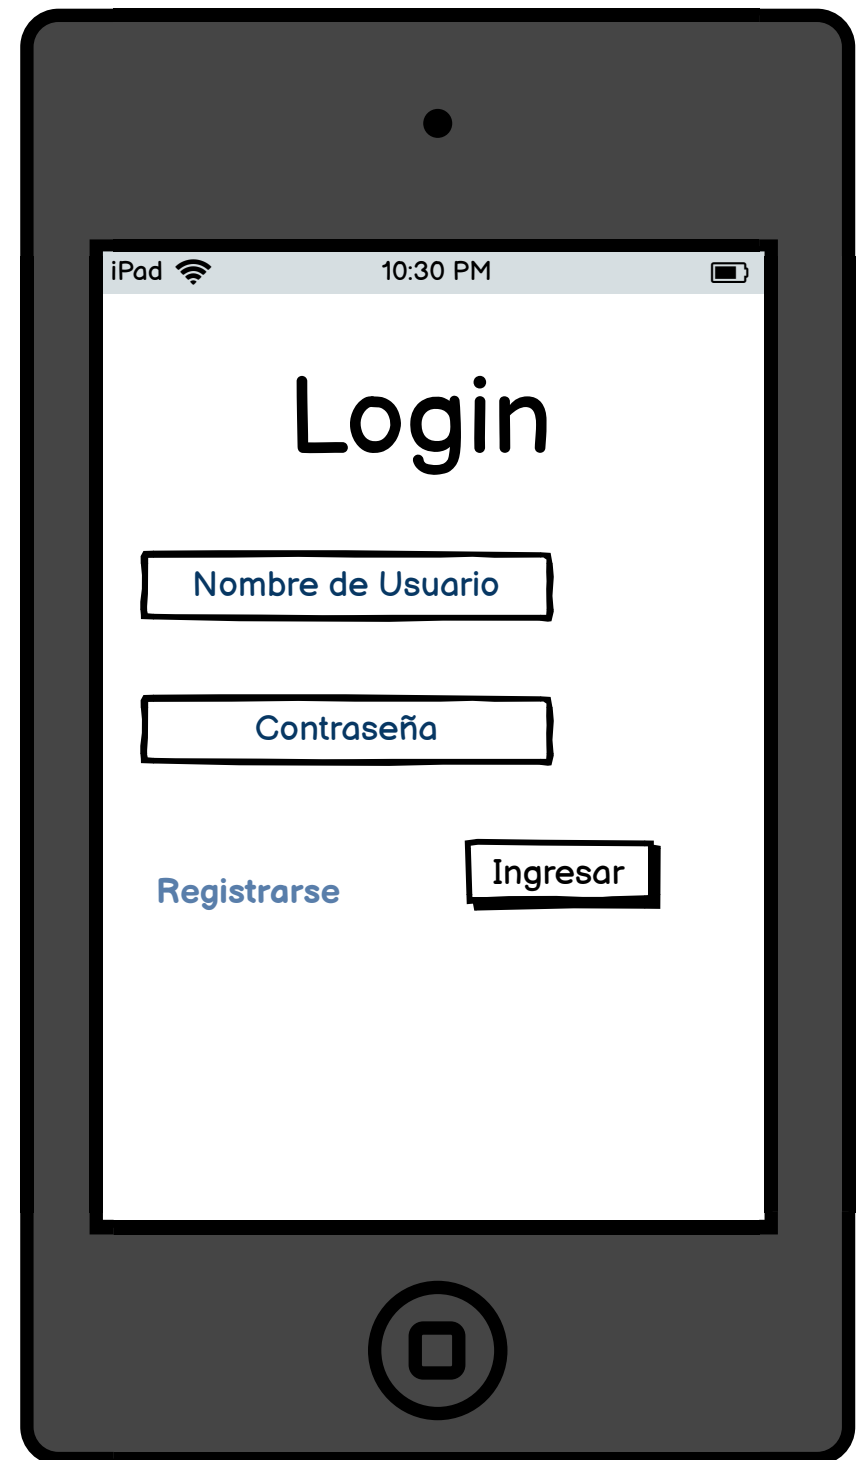 iPad 10:30 PM
Login
Nombre de Usuario
Contraseña
Ingresar
Registrarse